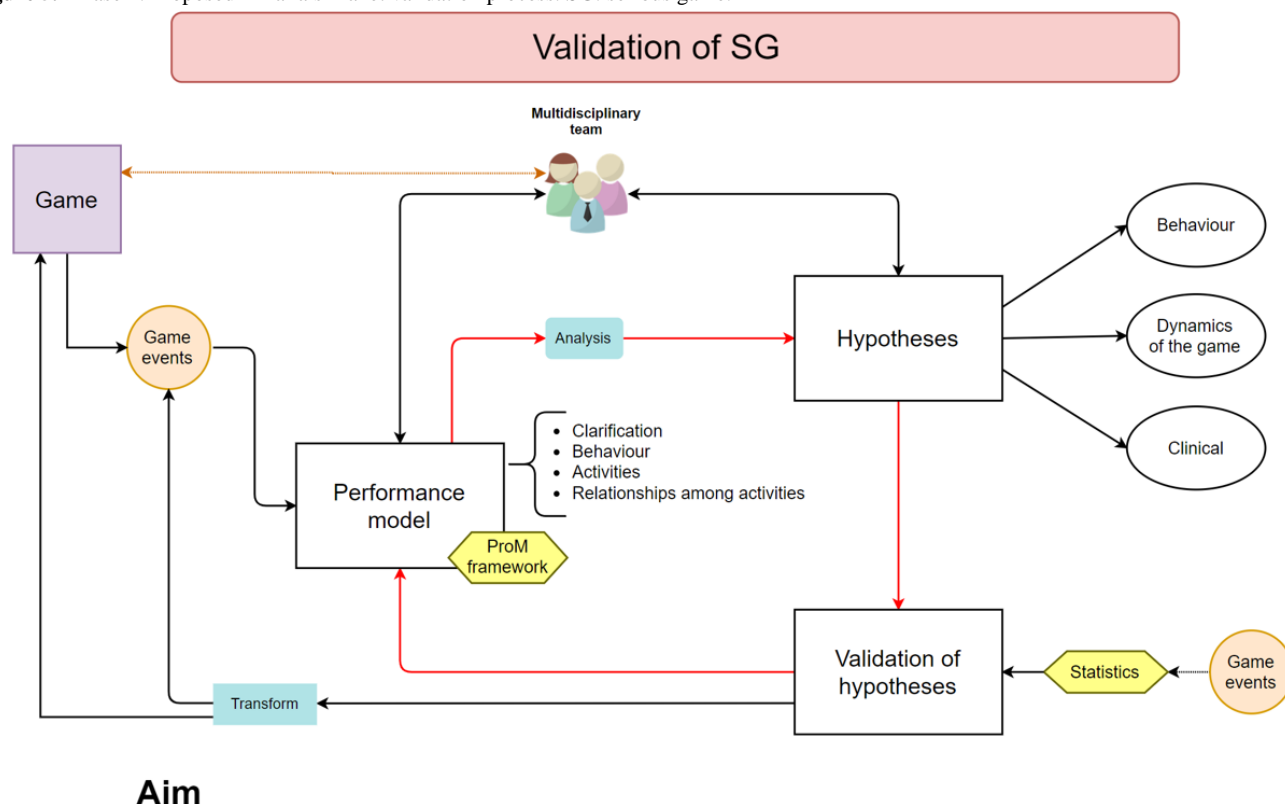 Validation of SG
Multidisciplinary
team
Game
Behaviour
Game
events
Analysis
Hypotheses
Dynamics
of the game
• Clarification
• Behaviour
• Activities
• Relationships among activities
Clinical
Performance
model
ProM
framework
Validation of
hypotheses
Statistics
Game
events
Transform
Aim